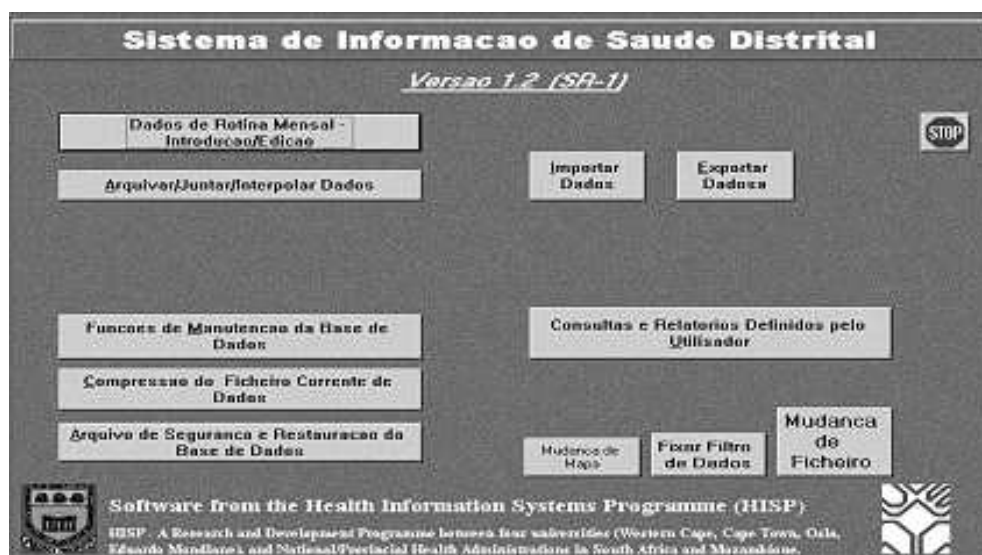 Sistema de Informacao de Saude Distrital
Versao 1.2 (SR-1)
Dados de Rotina Mensal -
Introducao/Edicao
STOP
Arquivar/Juntar/Interpolar Dados
Importar
Dados
Exportar
Dadosa
Funcoes de Manutencao da Base de
Dados
Consultas e Relatorios Definidos pelo
Utilisador
Compressao do Ficheiro Corrente de
Dados
Arquivo de Seguranca e Restauracao da
Base de Dados
Mudanca de
Mapa
Fixar Filtro
de Dados
Mudanca
de
Ficheiro
Software from the Health Information Systems Programme (HISP)
HISP - A Research and Development Programme between four universities (Western Cape, Cape Town, Oslo,
Eduardo Mondlane), and National/Provincial Health Administrations in South Africa and Mozambique